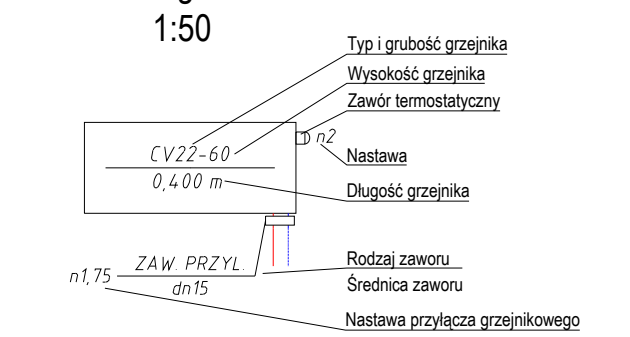 1:50
Typ i grubość grzejnika
Wysokość grzejnika
Zawór termostatyczny
n2
CV22-60
Nastawa
0,400 m
Długość grzejnika
ZAW. PRZYL.
Rodzaj zaworu
n1,75
dn15
Średnica zaworu
Nastawa przyłącza grzejnikowego